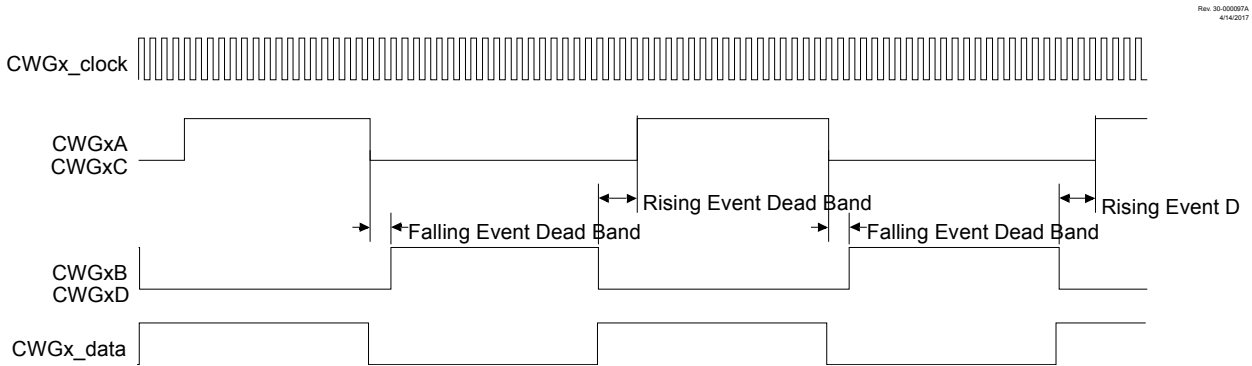 Rev. 30-000097A
4/14/2017
CWGx_clock
CWGxA
CWGxC
Rising Event Dead Band
Rising Event D
Falling Event Dead Band
Falling Event Dead Band
CWGxB
CWGxD
CWGx_data